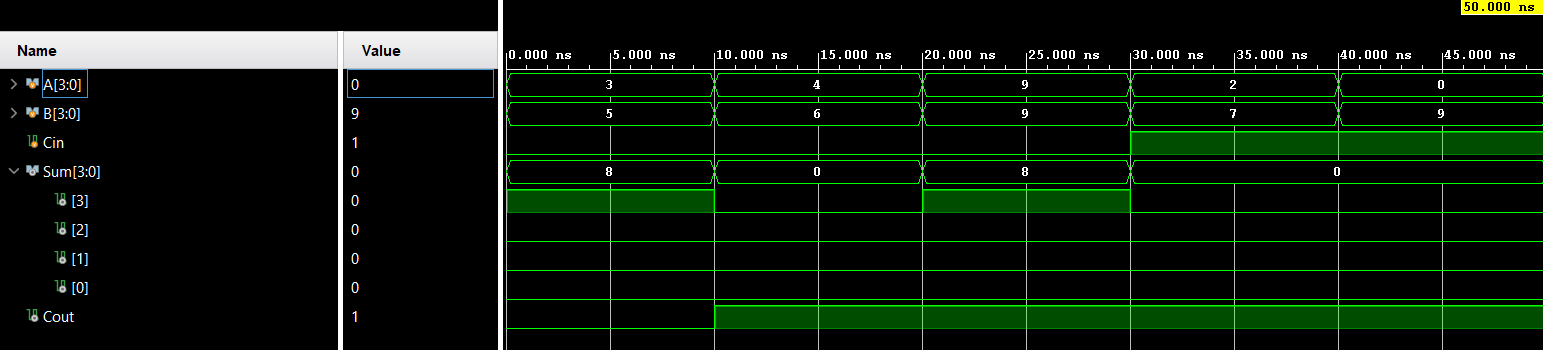 50.000 ns
Name Value
0.000 ns 5.000 ns 10.000 ns 15.000 ns 20.000 ns 25.000 ns 30.000 ns 35.000 ns 40.000 ns 45.000 ns
A[3:0] 0 3 4 9 2 0
B[3:0] 9 5 6 9 7 9
Cin 1
Sum[3:0] 0 8 0 8 0
[3] 0
[2] 0
[1] 0
[0] 0
Cout 1